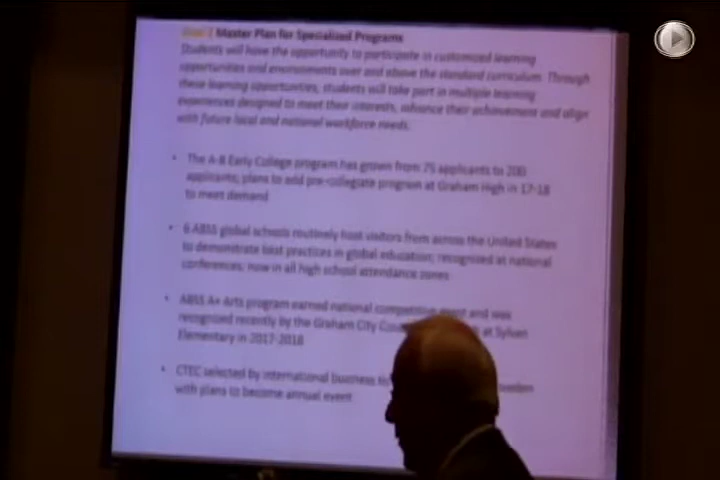 Master Plan for Specialized Programs
Students will have the opportunity to participate in customized learning
opportunities and environments over and above the standard curriculum. Through
these learning opportunities, students will take part in multiple learning
experiences designed to meet their interests, advance their achievement and align
with future local and national workforce needs.
• The A-B Early College program has grown from 75 applicants to 200
applicants; plans to add pre-collegiate program at Graham High in 17-18
to meet demand
• 6 ABSS global schools routinely host visitors from across the United States
to demonstrate best practices in global education; recognized at national
conferences; now in all high school attendance zones
• ABSS A+ Arts program earned national competitive grant and was
recognized recently by the Graham City at Sylvan
Elementary in 2017-2018
• CTEC selected by international business
with plans to become annual event